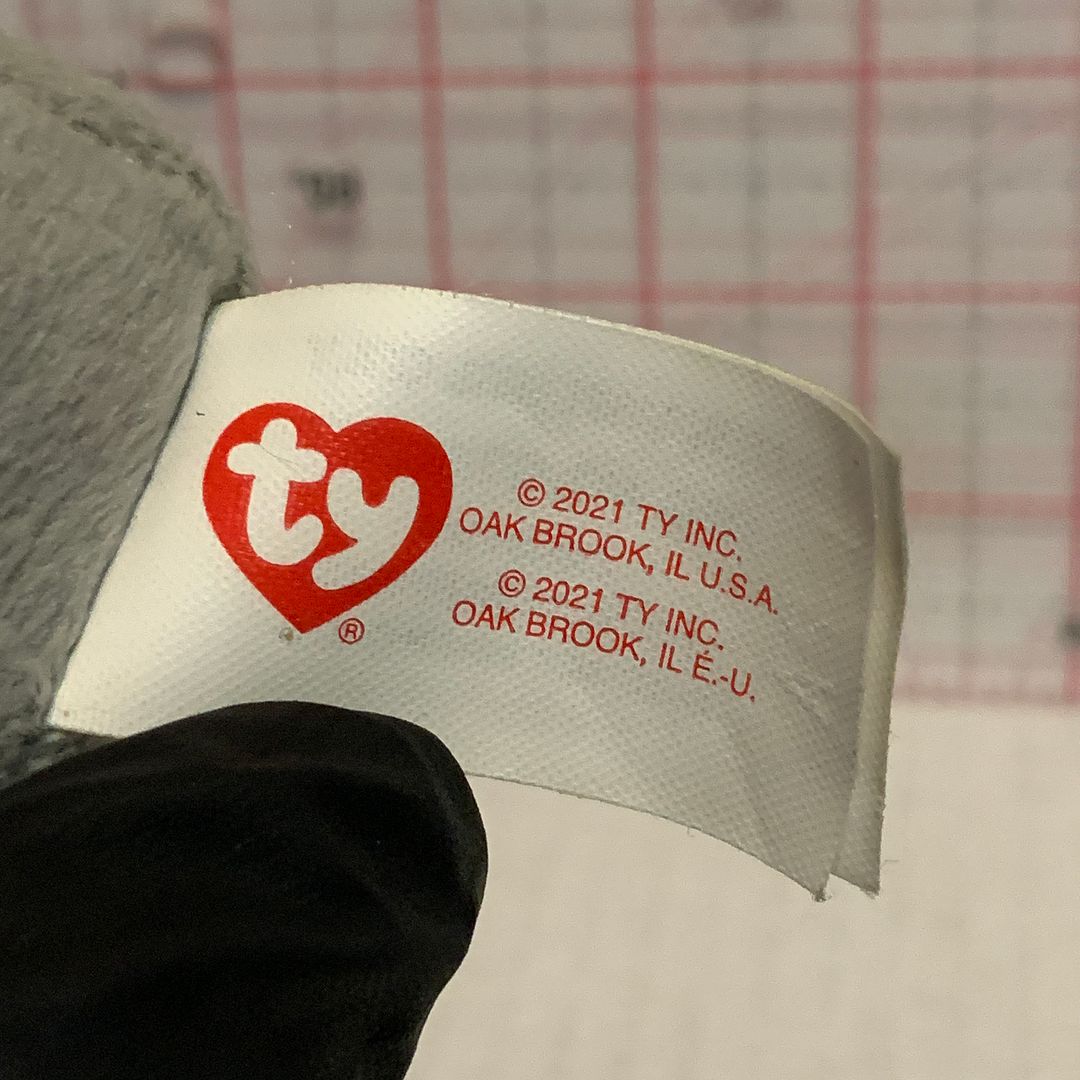 ty
®
© 2021 TY INC.
OAK BROOK, IL U.S.A.
© 2021 TY INC.
OAK BROOK, IL É.-U.